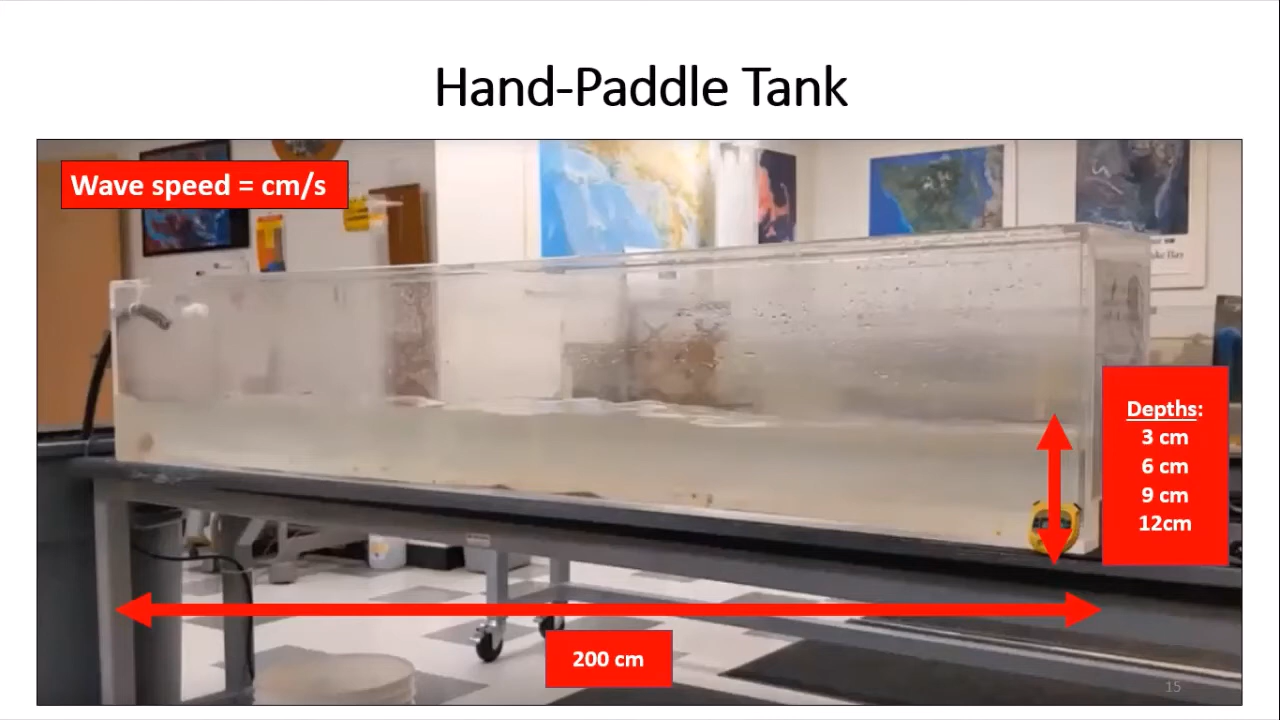 Hand-Paddle Tank
Wave speed = cm/s
Depths:
3 cm
6 cm
9 cm
12cm
200 cm
15